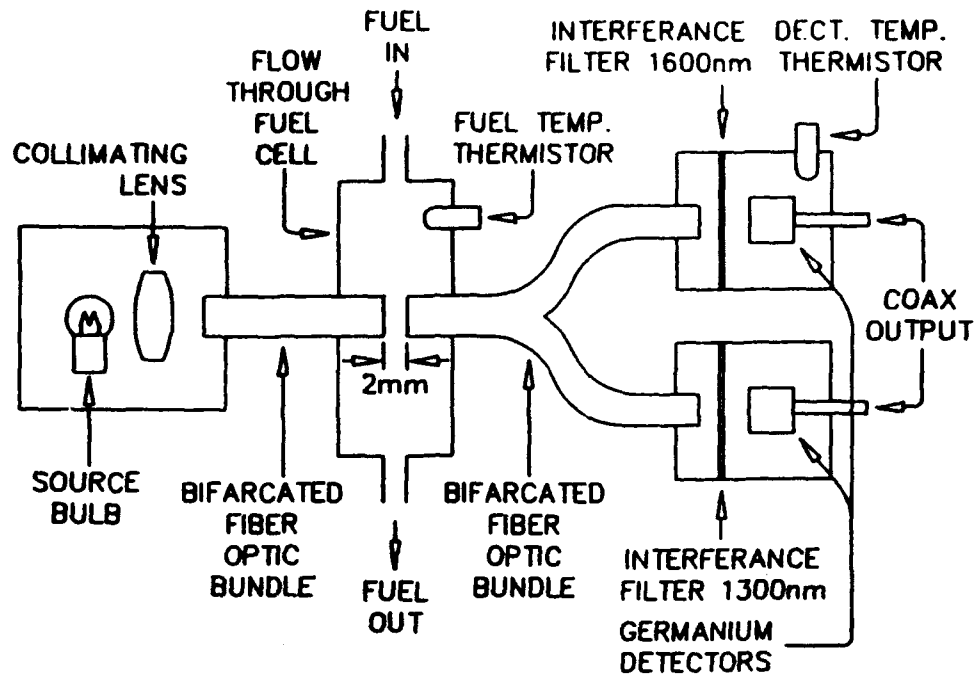 FUEL
IN
FLOW
THROUGH
FUEL
CELL
INTERFERANCE
FILTER 1600nm
DECT. TEMP.
THERMISTOR
COLLIMATING
LENS
FUEL TEMP.
THERMISTOR
COAX
OUTPUT
2mm
SOURCE
BULB
BIFARCATED
FIBER
OPTIC
BUNDLE
FUEL
OUT
BIFARCATED
FIBER
OPTIC
BUNDLE
INTERFERANCE
FILTER 1300nm
GERMANIUM
DETECTORS